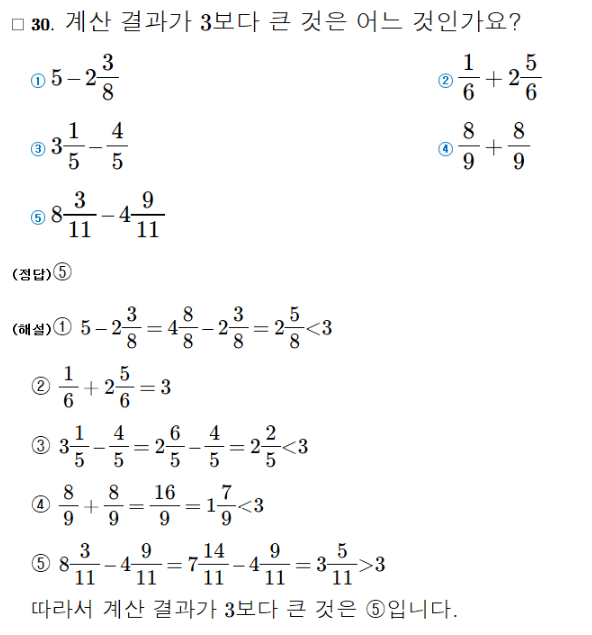 □ 30. 계산 결과가 3보다 큰 것은 어느 것인가요?
① 5 − 2 3/8 ② 1/6 + 2 5/6
③ 3 1/5 − 4/5 ④ 8/9 + 8/9
⑤ 8 3/11 − 4 9/11
(정답)⑤
(해설)① 5 − 2 3/8 = 4 8/8 − 2 3/8 = 2 5/8 < 3
② 1/6 + 2 5/6 = 3
③ 3 1/5 − 4/5 = 2 6/5 − 4/5 = 2 2/5 < 3
④ 8/9 + 8/9 = 16/9 = 1 7/9 < 3
⑤ 8 3/11 − 4 9/11 = 7 14/11 − 4 9/11 = 3 5/11 > 3
따라서 계산 결과가 3보다 큰 것은 ⑤입니다.